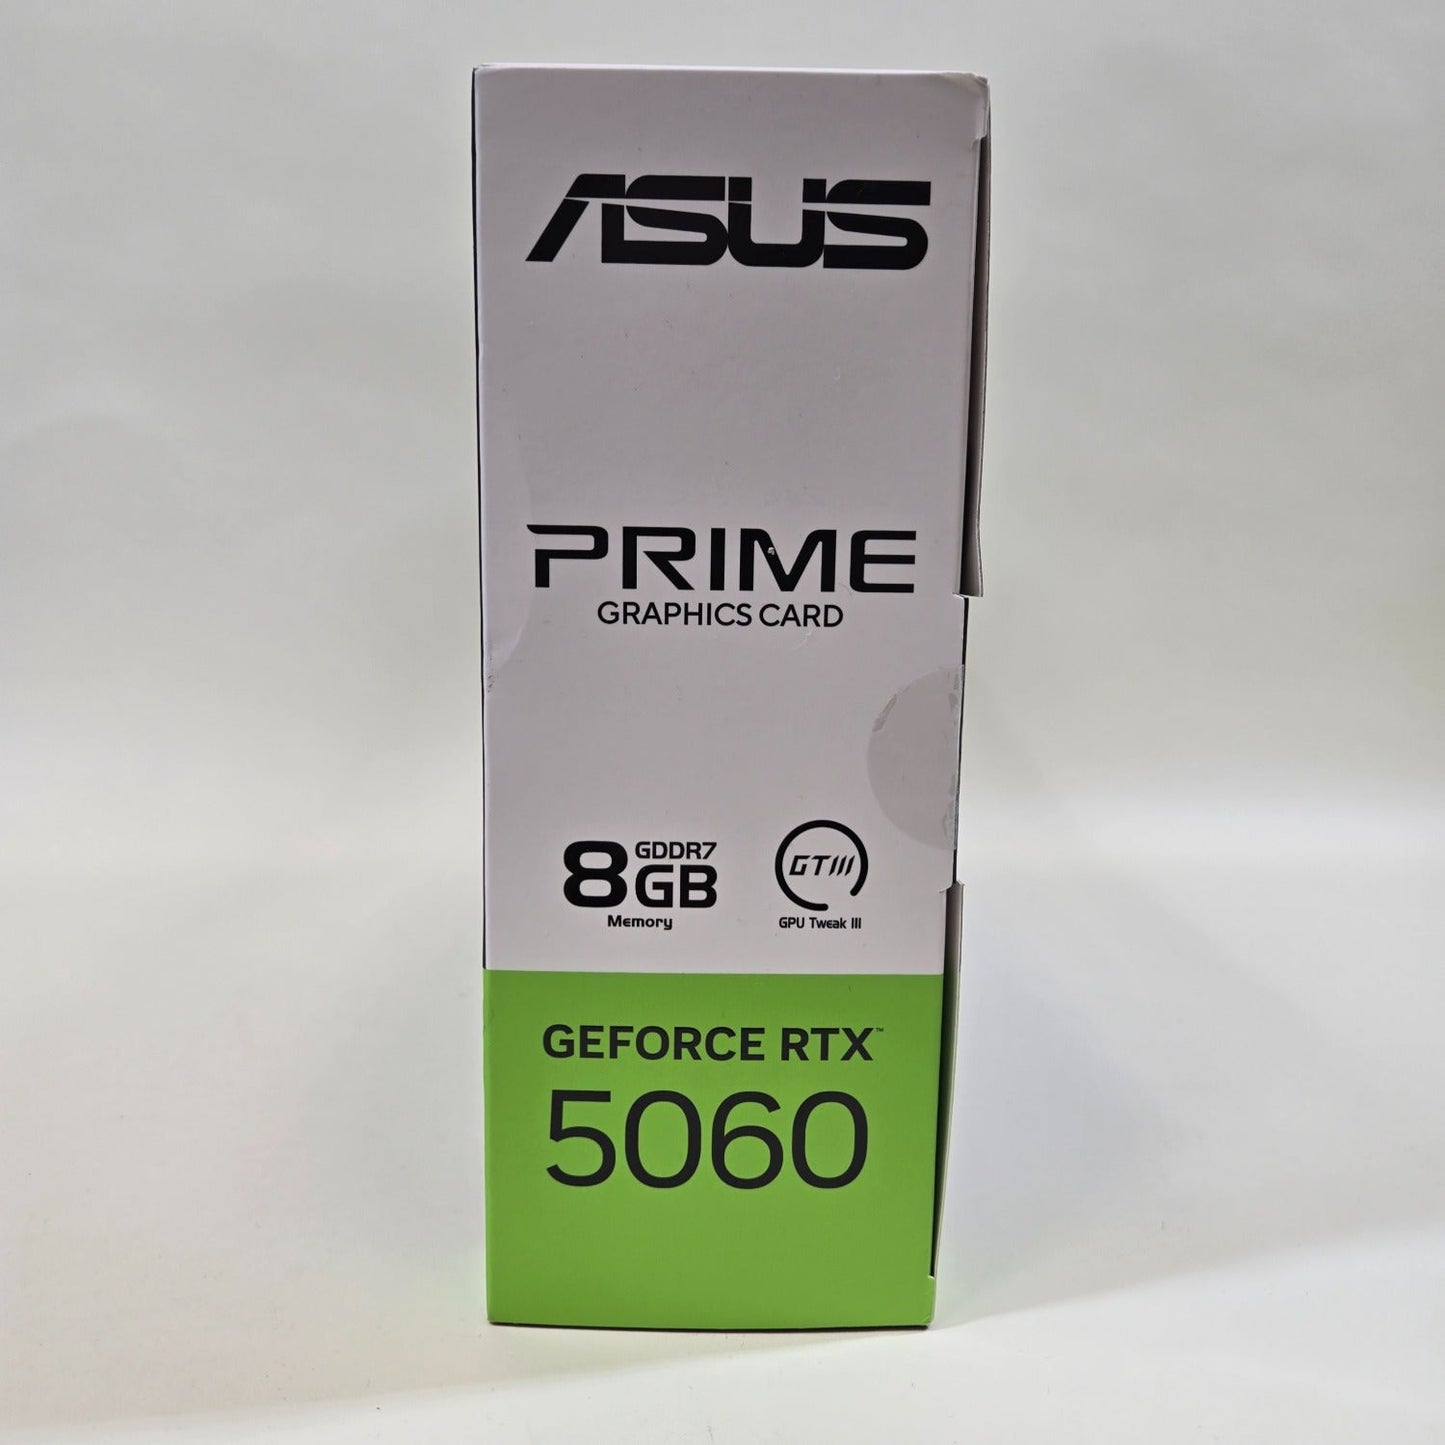 ASUS
PRIME
GRAPHICS CARD
8 GDDR7
GB
Memory
GTIII
GPU Tweak III
GEFORCE RTX™
5060